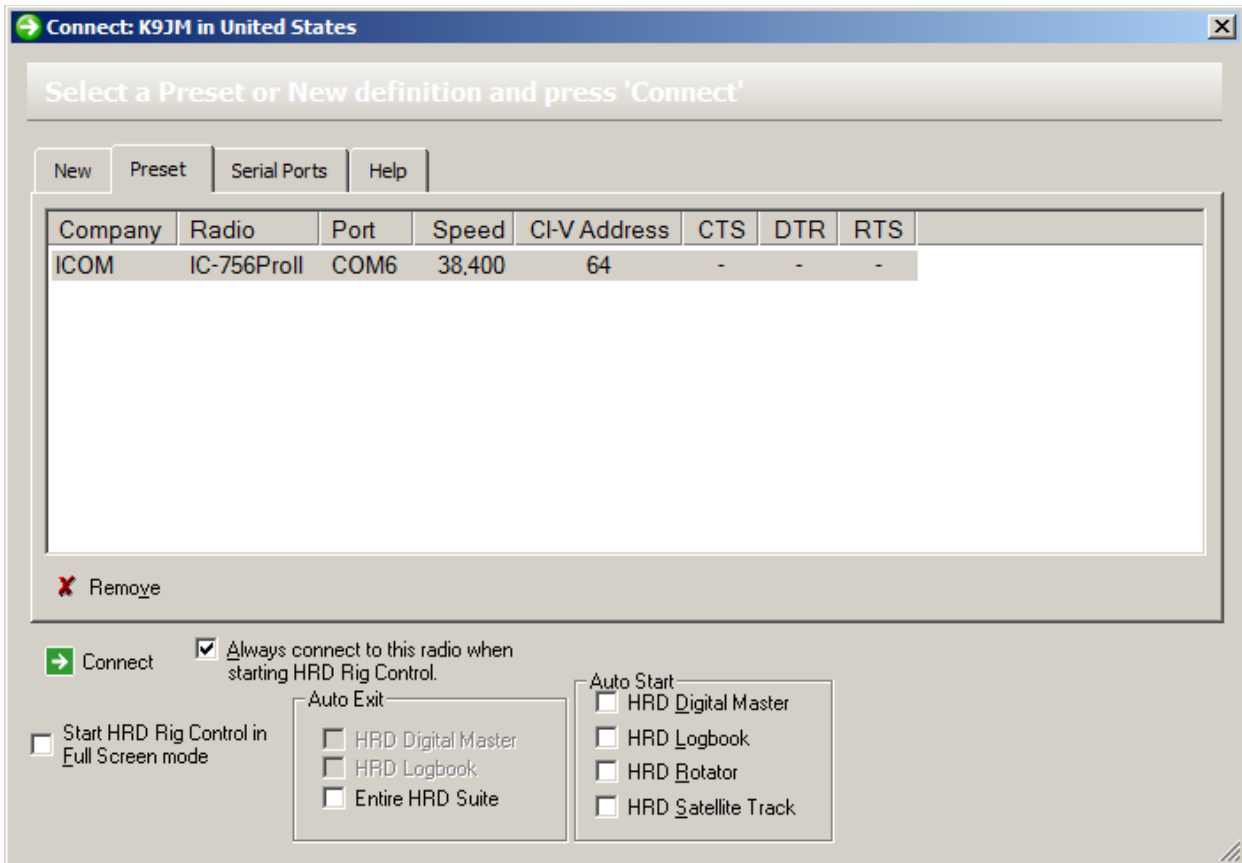 Connect: K9JM in United States
Select a Preset or New definition and press 'Connect'
New Preset Serial Ports Help
Company Radio Port Speed CI-V Address CTS DTR RTS
ICOM IC-756ProII COM6 38,400 64 - - -
Remove
Connect
Always connect to this radio when
starting HRD Rig Control.
Start HRD Rig Control in
Full Screen mode
Auto Exit
HRD Digital Master
HRD Logbook
Entire HRD Suite
Auto Start
HRD Digital Master
HRD Logbook
HRD Rotator
HRD Satellite Track